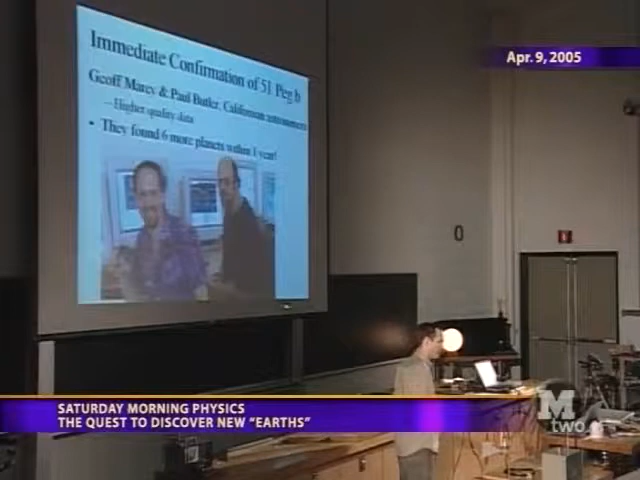 Immediate Confirmation of 51 Peg b
Geoff Marcy & Paul Butler, Californian astronomers
– Higher quality data
• They found 6 more planets within 1 year!
Apr. 9, 2005
SATURDAY MORNING PHYSICS
THE QUEST TO DISCOVER NEW "EARTHS"
M
two